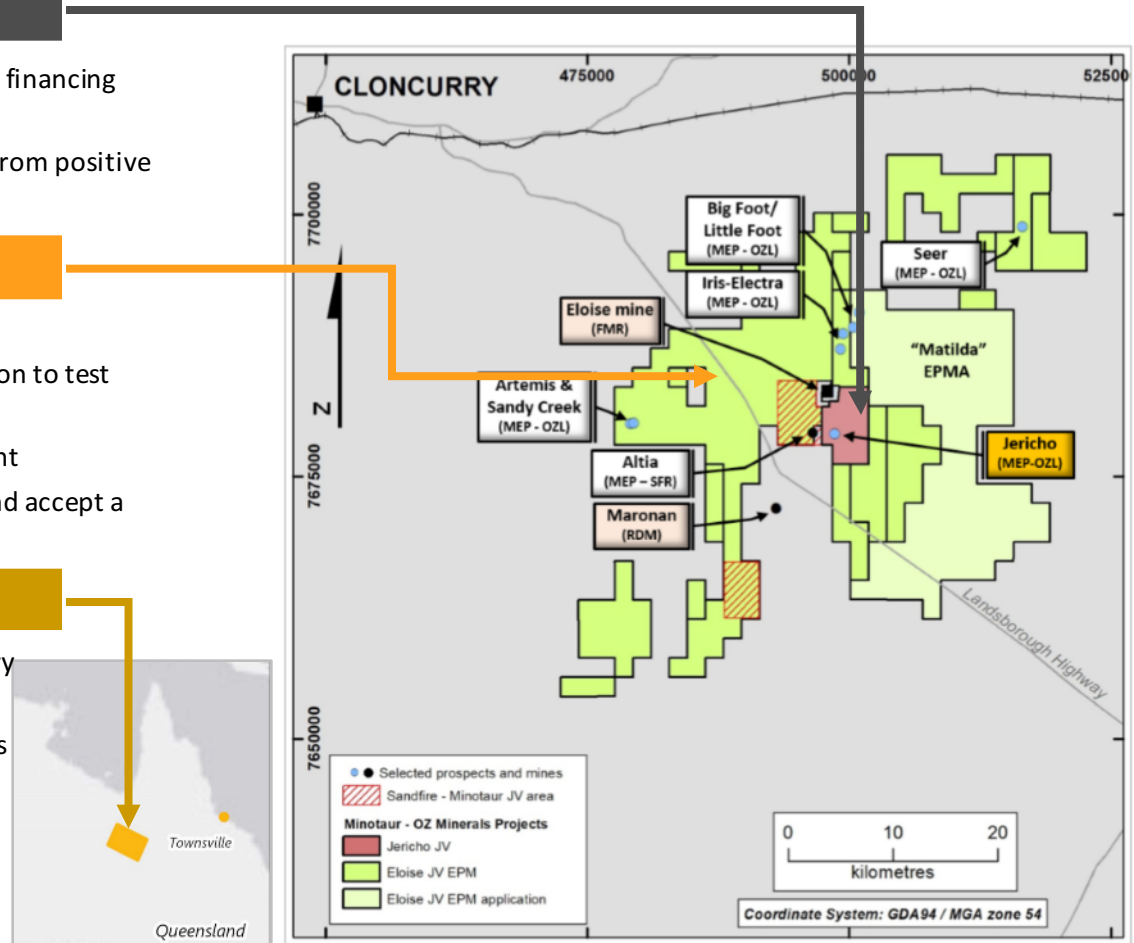 financing
rom positive
on to test
nt
nd accept a
y
s
Townsville
Queensland
CLONCURRY
475000
500000
52500
7700000
7675000
7650000
N
Big Foot/
Little Foot
(MEP - OZL)
Seer
(MEP - OZL)
Iris-Electra
(MEP - OZL)
Eloise mine
(FMR)
"Matilda"
EPMA
Artemis &
Sandy Creek
(MEP - OZL)
Altia
(MEP – SFR)
Jericho
(MEP-OZL)
Maronan
(RDM)
Landsborough Highway
Selected prospects and mines
Sandfire - Minotaur JV area
Minotaur - OZ Minerals Projects
Jericho JV
Eloise JV EPM
Eloise JV EPM application
0 10 20
kilometres
Coordinate System: GDA94 / MGA zone 54